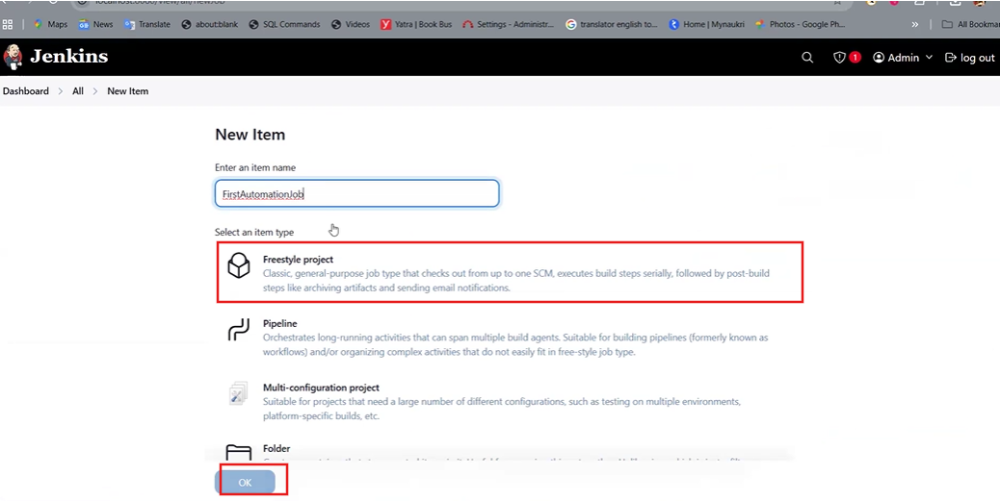 Maps News Translate about:blank SQL Commands Videos Yatra | Book Bus Settings - Administr... translator english to... Home | Mynaukri Photos - Google Ph... » All Bookmar
Jenkins
1 Admin log out
Dashboard > All > New Item
New Item
Enter an item name
FirstAutomationJob
Select an item type
Freestyle project
Classic, general-purpose job type that checks out from up to one SCM, executes build steps serially, followed by post-build
steps like archiving artifacts and sending email notifications.
Pipeline
Orchestrates long-running activities that can span multiple build agents. Suitable for building pipelines (formerly known as
workflows) and/or organizing complex activities that do not easily fit in free-style job type.
Multi-configuration project
Suitable for projects that need a large number of different configurations, such as testing on multiple environments,
platform-specific builds, etc.
Folder
OK